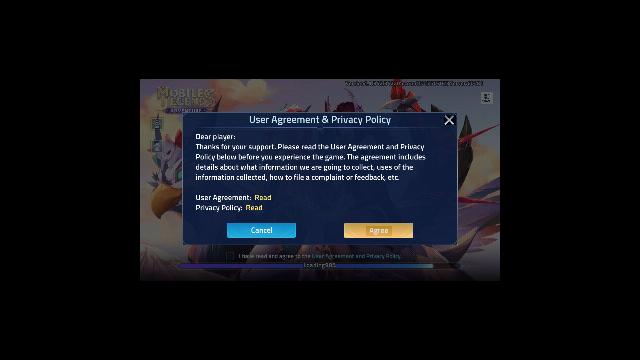 MOBILE
LEGENDS
ADVENTURE
User Agreement & Privacy Policy
Dear player:
Thanks for your support. Please read the User Agreement and Privacy
Policy below before you experience the game. The agreement includes
details about what information we are going to collect, uses of the
information collected, how to file a complaint or feedback, etc.
User Agreement: Read
Privacy Policy: Read
Cancel
Agree
I have read and agree to the User Agreement and Privacy Policy.